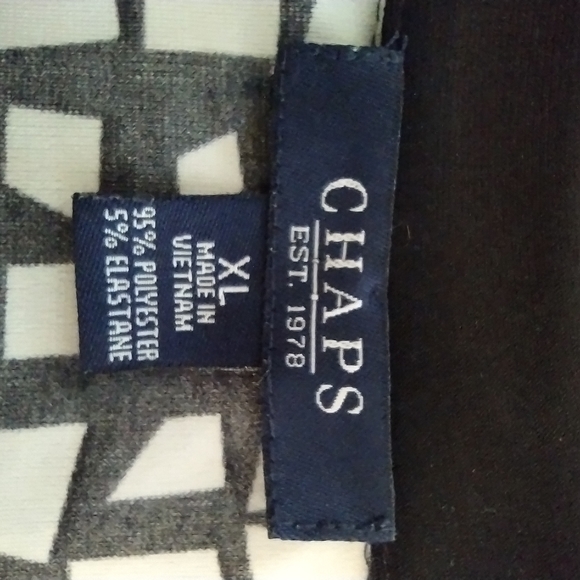 CHAPS
EST. 1978
XL
MADE IN
VIETNAM
95% POLYESTER
5% ELASTANE